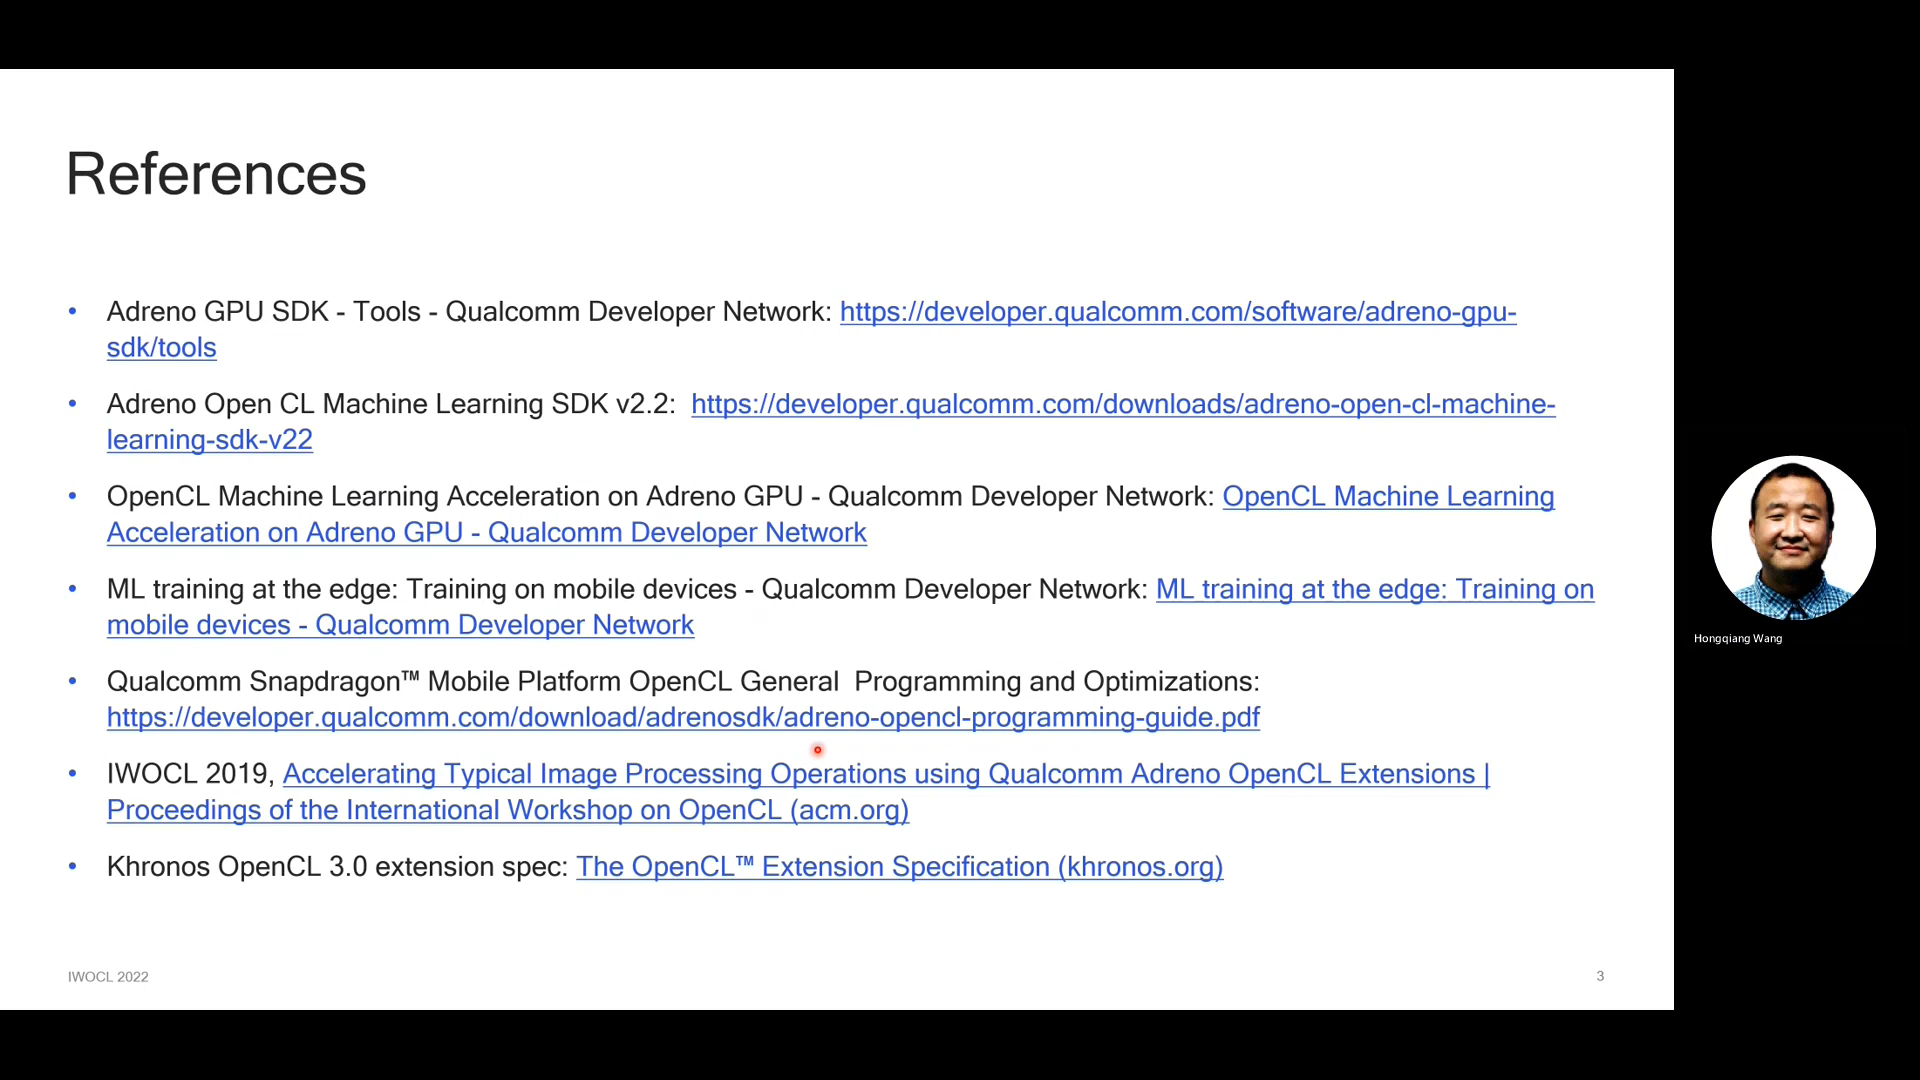 References
• Adreno GPU SDK - Tools - Qualcomm Developer Network: https://developer.qualcomm.com/software/adreno-gpu-
sdk/tools
• Adreno Open CL Machine Learning SDK v2.2:  https://developer.qualcomm.com/downloads/adreno-open-cl-machine-
learning-sdk-v22
• OpenCL Machine Learning Acceleration on Adreno GPU - Qualcomm Developer Network: OpenCL Machine Learning
Acceleration on Adreno GPU - Qualcomm Developer Network
• ML training at the edge: Training on mobile devices - Qualcomm Developer Network: ML training at the edge: Training on
mobile devices - Qualcomm Developer Network
• Qualcomm Snapdragon™ Mobile Platform OpenCL General  Programming and Optimizations:
https://developer.qualcomm.com/download/adrenosdk/adreno-opencl-programming-guide.pdf
• IWOCL 2019, Accelerating Typical Image Processing Operations using Qualcomm Adreno OpenCL Extensions |
Proceedings of the International Workshop on OpenCL (acm.org)
• Khronos OpenCL 3.0 extension spec: The OpenCL™ Extension Specification (khronos.org)
IWOCL 2022
3
Hongqiang Wang